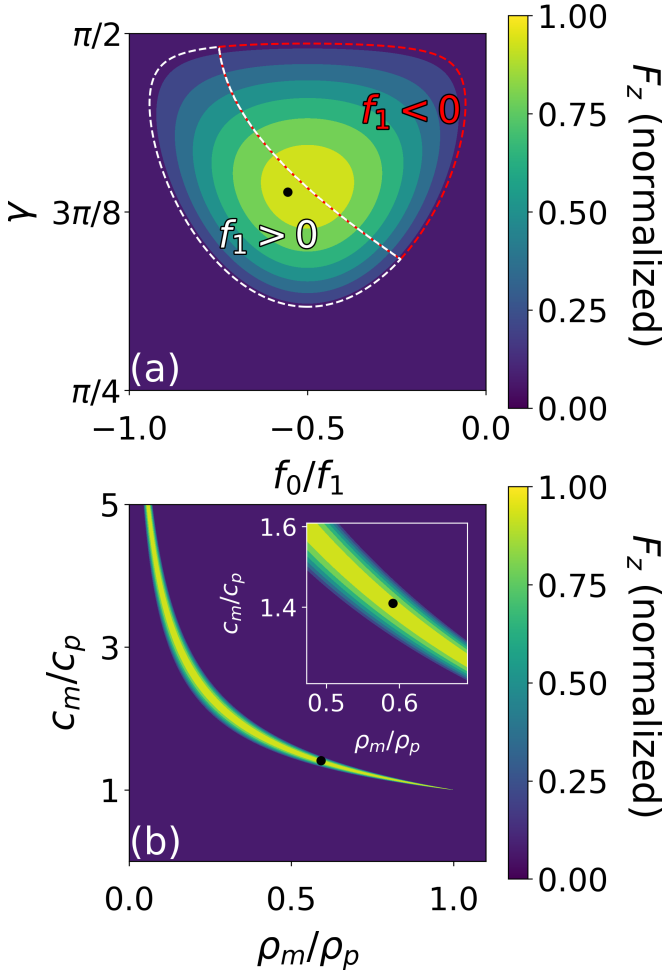 π/2
γ
3π/8
π/4
f₁ < 0
f₁ > 0
(a)
−1.0
−0.5
0.0
f₀/f₁
1.00
0.75
0.50
0.25
0.00
F_z (normalized)
5
3
1
c_m/c_p
1.6
1.4
c_m/c_p
0.5
0.6
ρ_m/ρ_p
(b)
0.0
0.5
1.0
ρ_m/ρ_p
1.00
0.75
0.50
0.25
0.00
F_z (normalized)